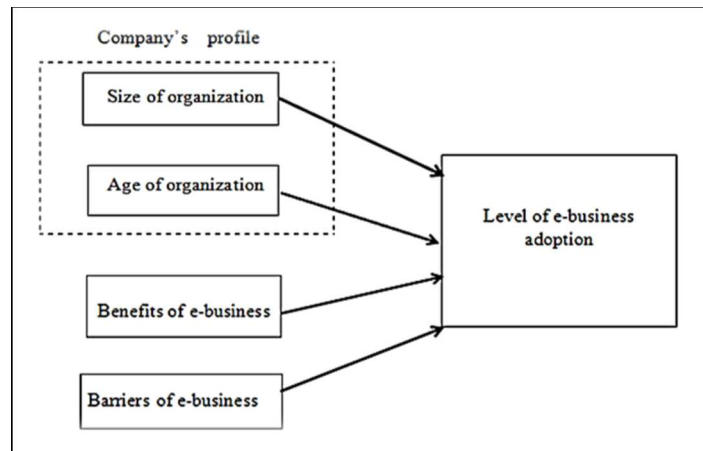 Company's profile
Size of organization
Age of organization
Level of e-business
adoption
Benefits of e-business
Barriers of e-business